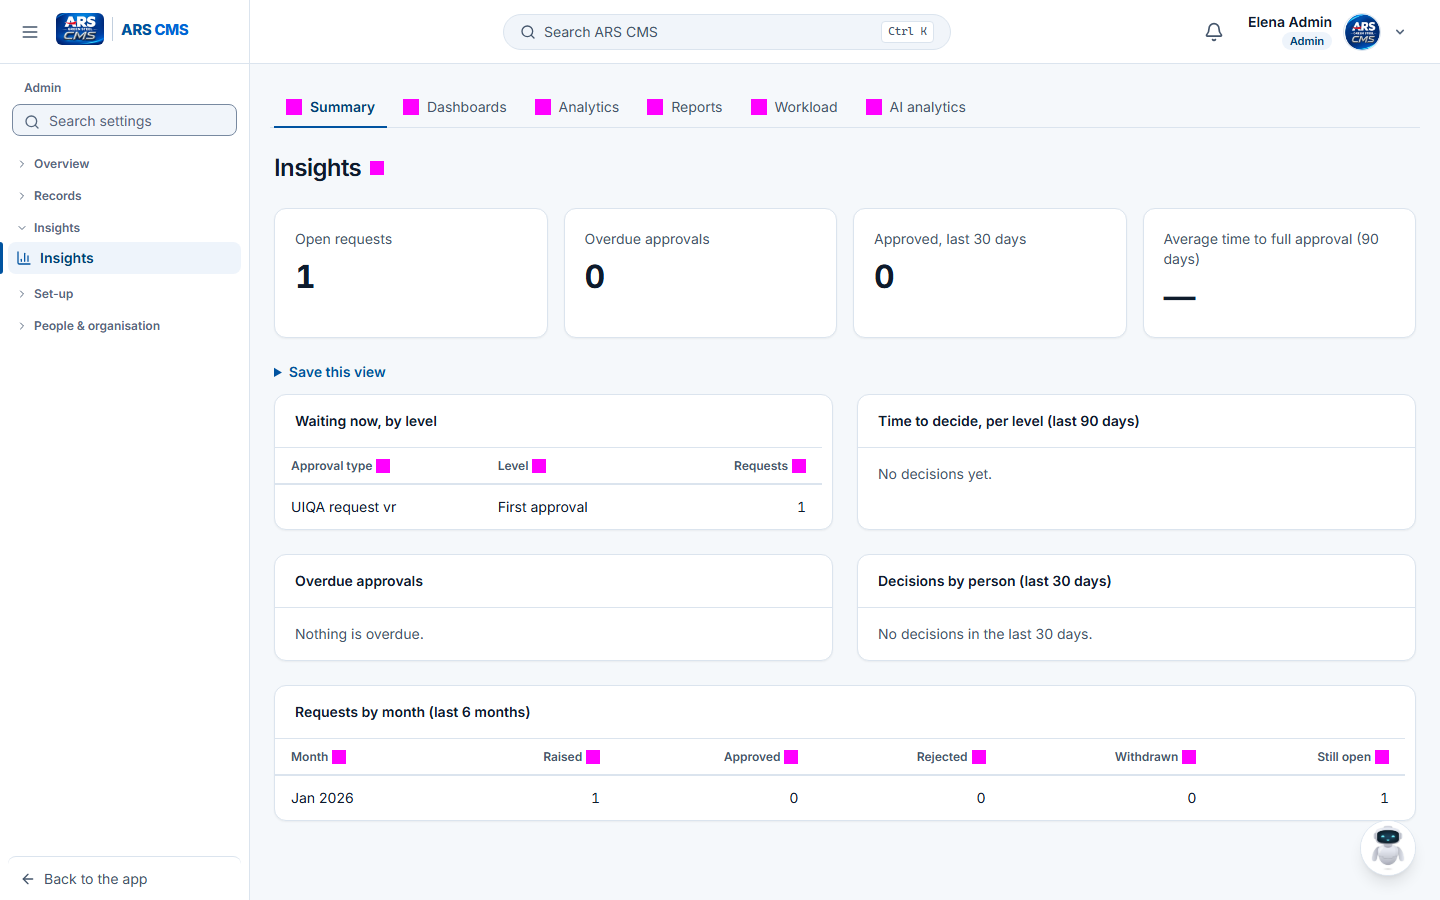 ARS
CMS
ARS CMS
Search ARS CMS
Ctrl K
Elena Admin
Admin
ARS
CMS
Admin
Search settings
Overview
Records
Insights
Insights
Set-up
People & organisation
Back to the app
Summary
Dashboards
Analytics
Reports
Workload
AI analytics
Insights
Open requests
1
Overdue approvals
0
Approved, last 30 days
0
Average time to full approval (90
days)
—
Save this view
Waiting now, by level
Approval type
Level
Requests
UIQA request vr
First approval
1
Time to decide, per level (last 90 days)
No decisions yet.
Overdue approvals
Nothing is overdue.
Decisions by person (last 30 days)
No decisions in the last 30 days.
Requests by month (last 6 months)
Month
Raised
Approved
Rejected
Withdrawn
Still open
Jan 2026
1
0
0
0
1